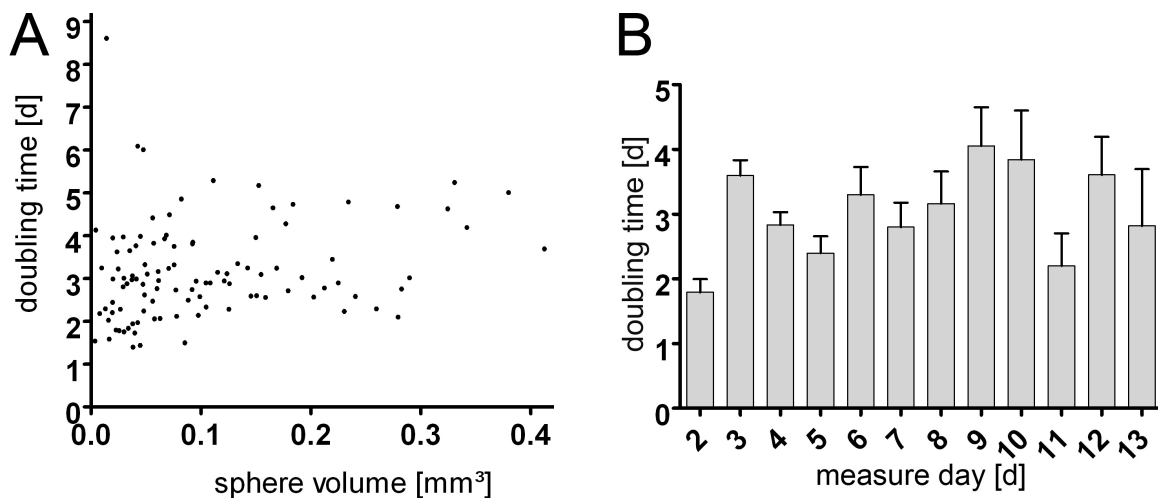 A
doubling time [d]
9
8
7
6
5
4
3
2
1
0
0.0 0.1 0.2 0.3 0.4
sphere volume [mm³]
B
doubling time [d]
5
4
3
2
1
0
2 3 4 5 6 7 8 9 10 11 12 13
measure day [d]